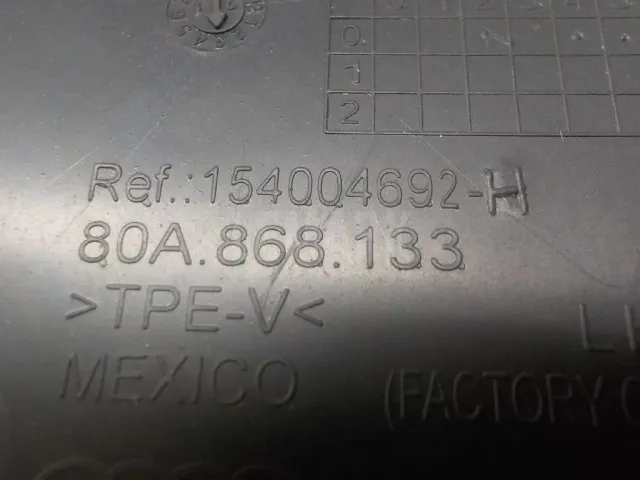 0
1
2
Ref.:154004692-H
80A.868.133
>TPE-V<
MEXICO
(FACTORY